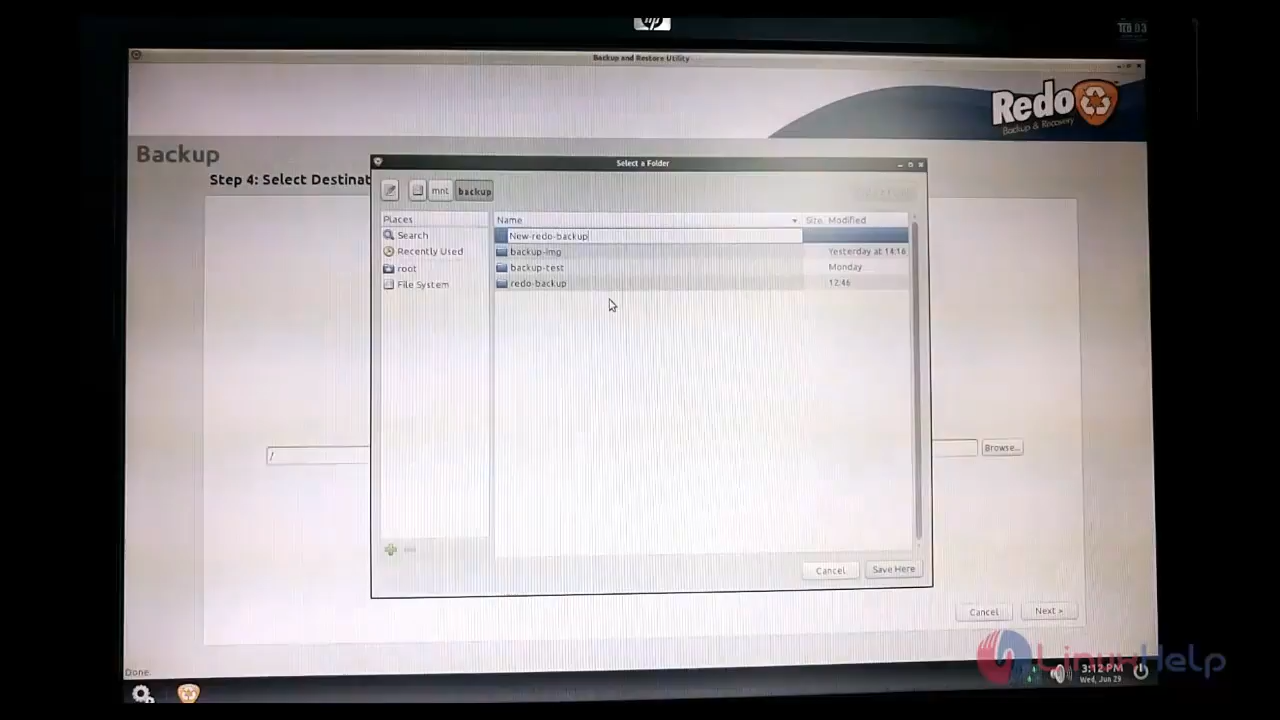 hp
Backup and Restore Utility
Redo
Backup & Recovery
Backup
Step 4: Select Destinat
Select a Folder
mnt
backup
Places
Name
Size
Modified
Search
New-redo-backup
Recently Used
backup-img
Yesterday at 14:16
root
backup-test
Monday
File System
redo-backup
12:46
/
Browse...
Cancel
Save Here
Cancel
Next »
LinuxHelp
Done.
3:12 PM
Wed, Jun 29